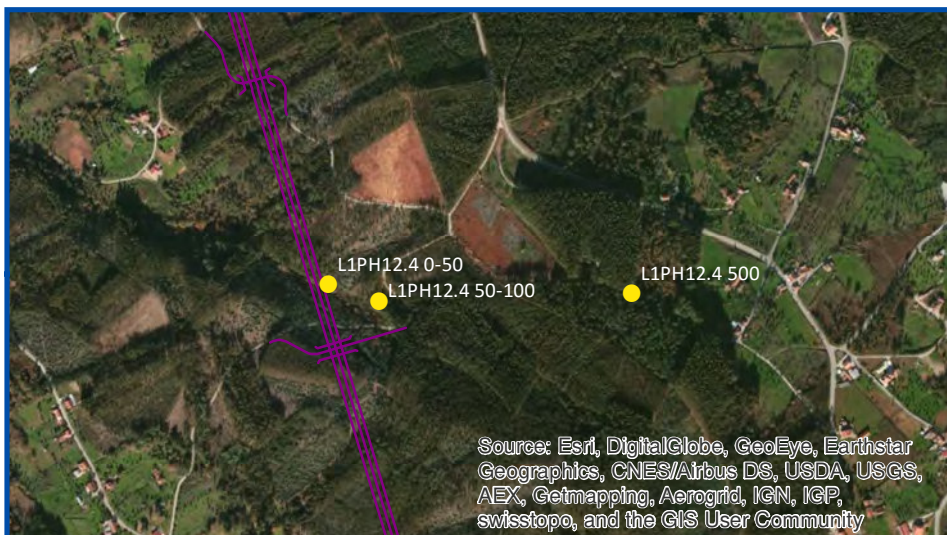 L1PH12.4 0-50
L1PH12.4 500
L1PH12.4 50-100
Source: Esri, DigitalGlobe, GeoEye, Earthstar
Geographics, CNES/Airbus DS, USDA, USGS,
AEX, Getmapping, Aerogrid, IGN, IGP,
swisstopo, and the GIS User Community